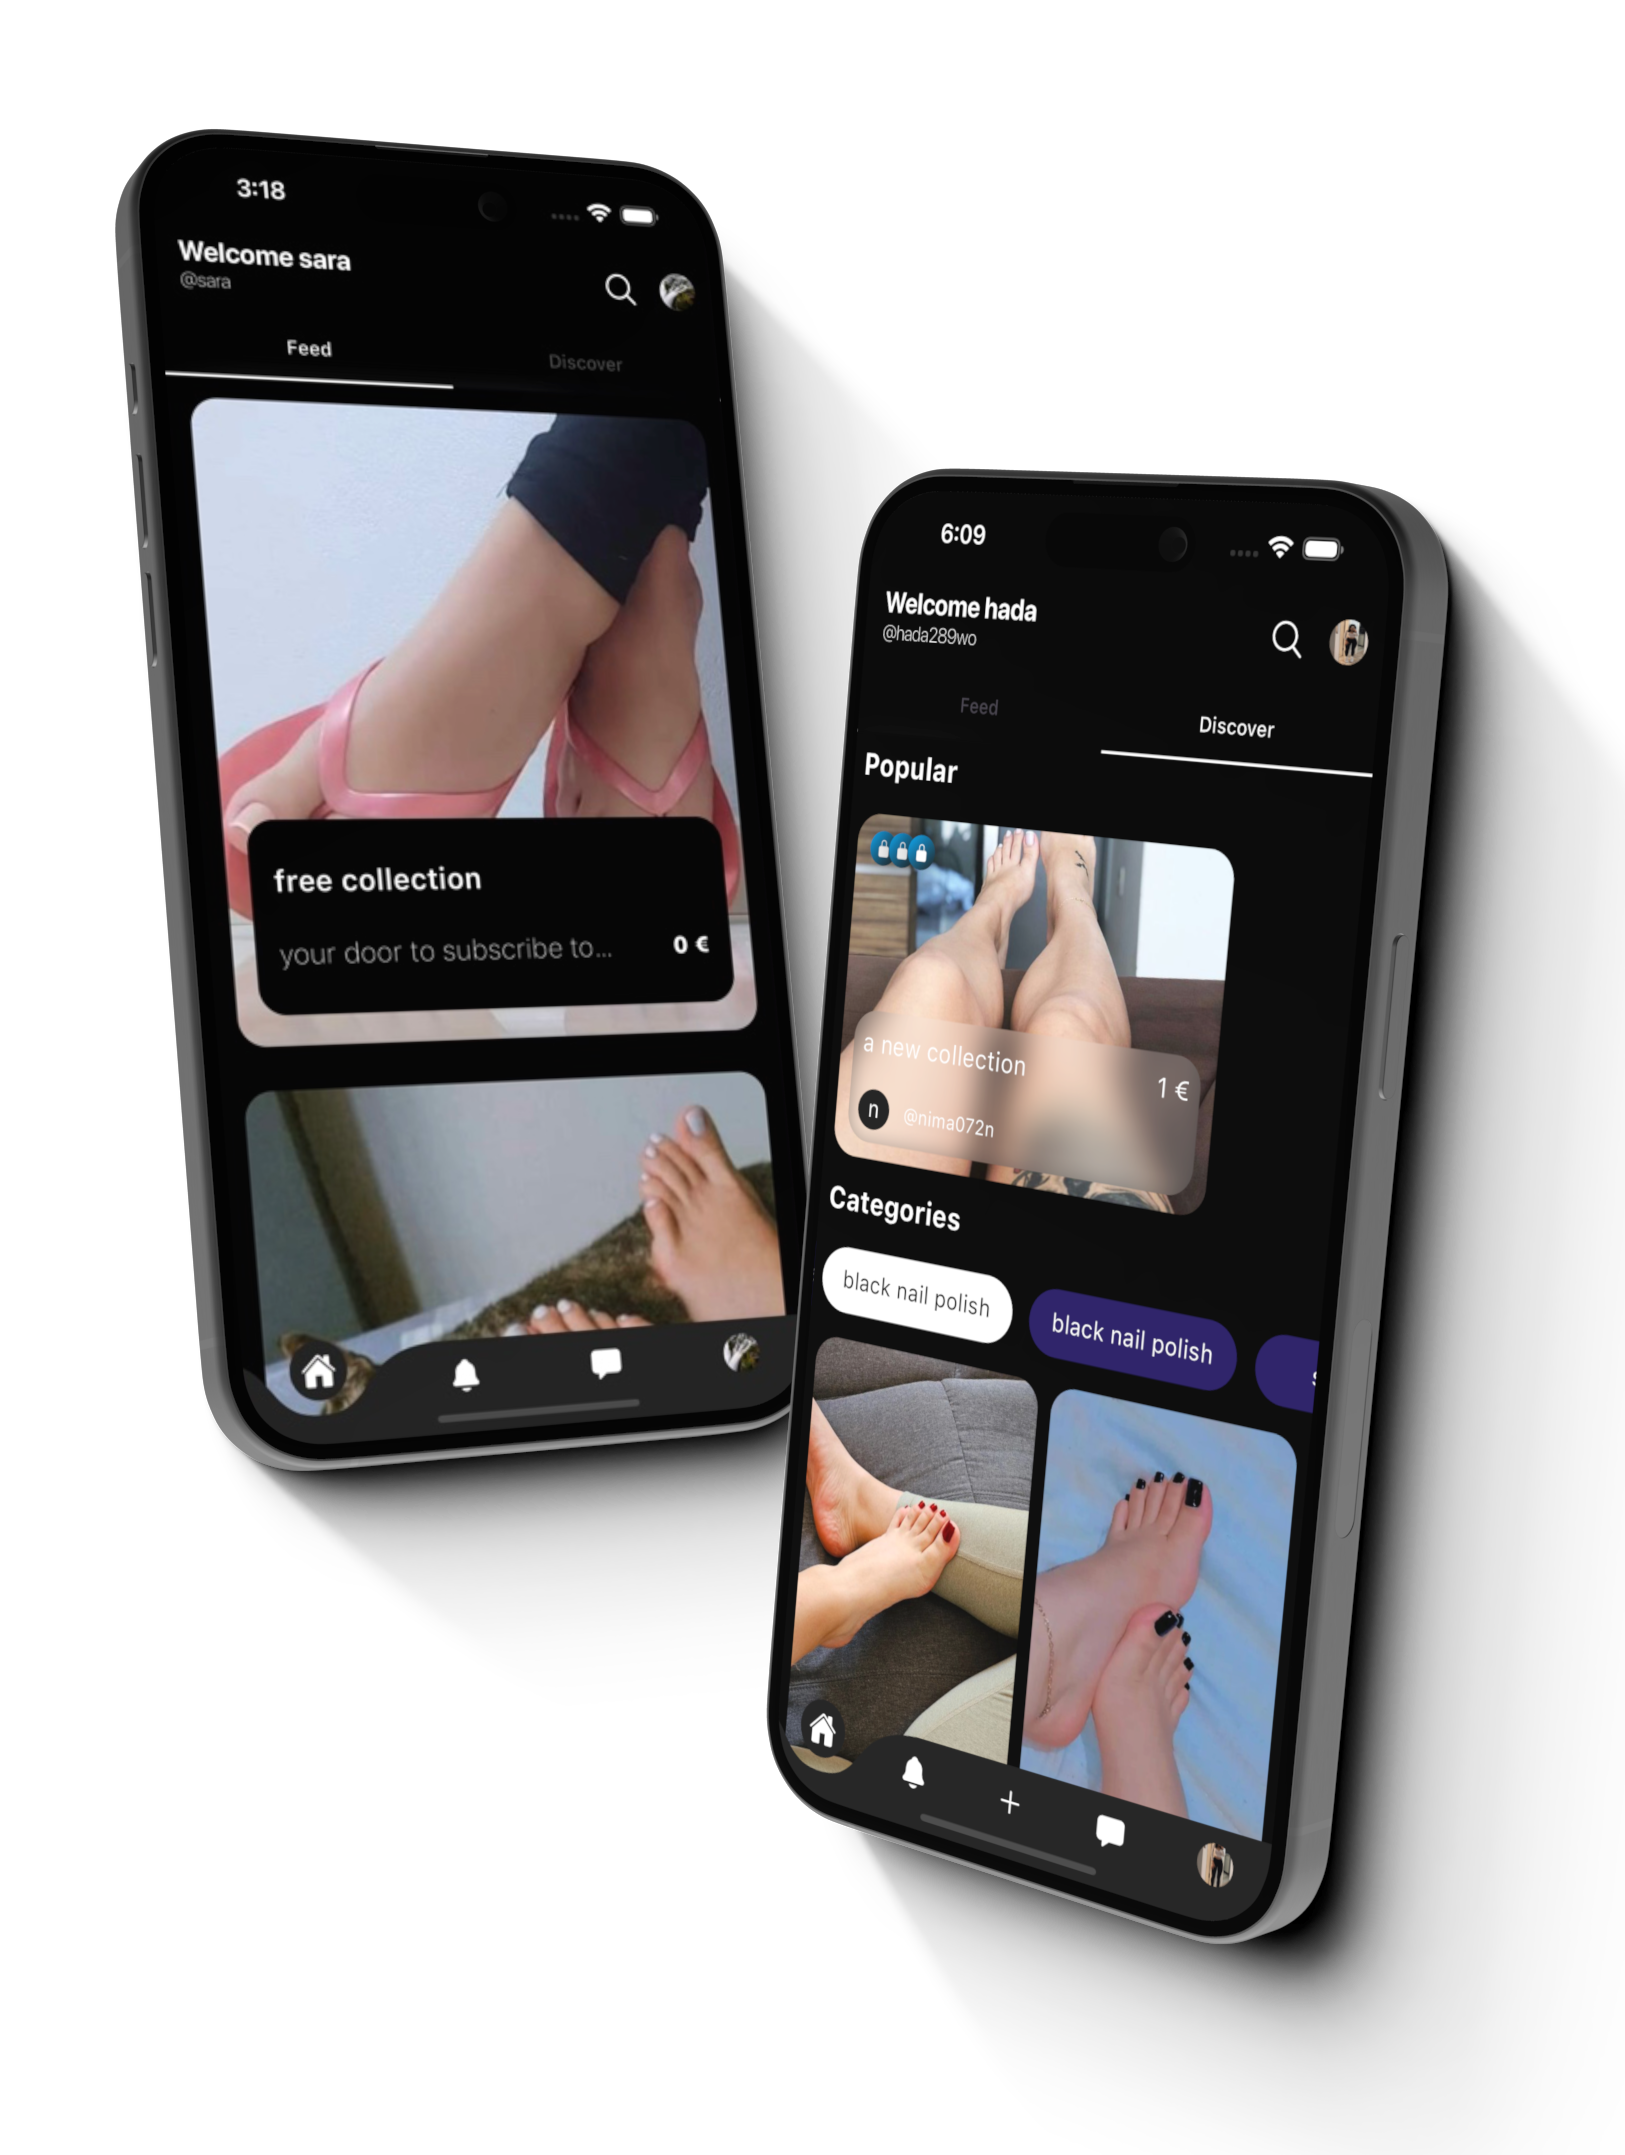 3:18
Welcome sara
@sara
Feed
Discover
free collection
your door to subscribe to...
0 €
6:09
Welcome hada
@hada289wo
Feed
Discover
Popular
a new collection
1 €
n
@nima072n
Categories
black nail polish
black nail polish
s